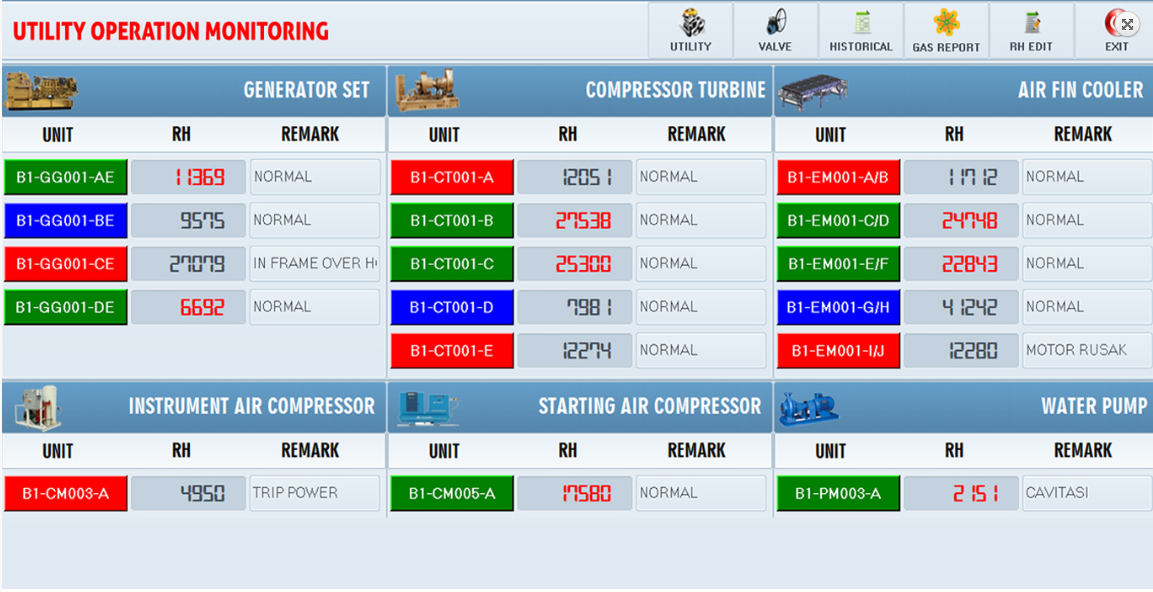 UTILITY OPERATION MONITORING
UTILITY
VALVE
HISTORICAL
GAS REPORT
RH EDIT
EXIT
GENERATOR SET
UNIT RH REMARK
B1-GG001-AE 11369 NORMAL
B1-GG001-BE 9575 NORMAL
B1-GG001-CE 27079 IN FRAME OVER
B1-GG001-DE 6692 NORMAL
COMPRESSOR TURBINE
UNIT RH REMARK
B1-CT001-A 12051 NORMAL
B1-CT001-B 27538 NORMAL
B1-CT001-C 25300 NORMAL
B1-CT001-D 7981 NORMAL
B1-CT001-E 12274 NORMAL
AIR FIN COOLER
UNIT RH REMARK
B1-EM001-A/B 11712 NORMAL
B1-EM001-C/D 24748 NORMAL
B1-EM001-E/F 22843 NORMAL
B1-EM001-G/H 41242 NORMAL
B1-EM001-I/J 12280 MOTOR RUSAK
INSTRUMENT AIR COMPRESSOR
UNIT RH REMARK
B1-CM003-A 4950 TRIP POWER
STARTING AIR COMPRESSOR
UNIT RH REMARK
B1-CM005-A 17580 NORMAL
WATER PUMP
UNIT RH REMARK
B1-PM003-A 2151 CAVITASI